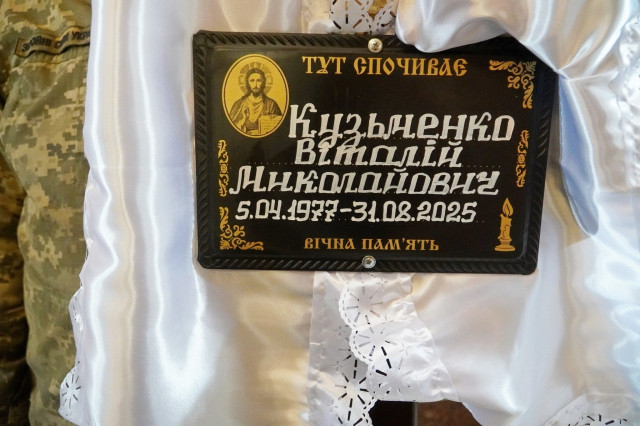 ТУТ СПОЧИВАЄ
Кузьменко
Віталій
Миколайович
5.04.1977-31.08.2025
ВІЧНА ПАМ'ЯТЬ